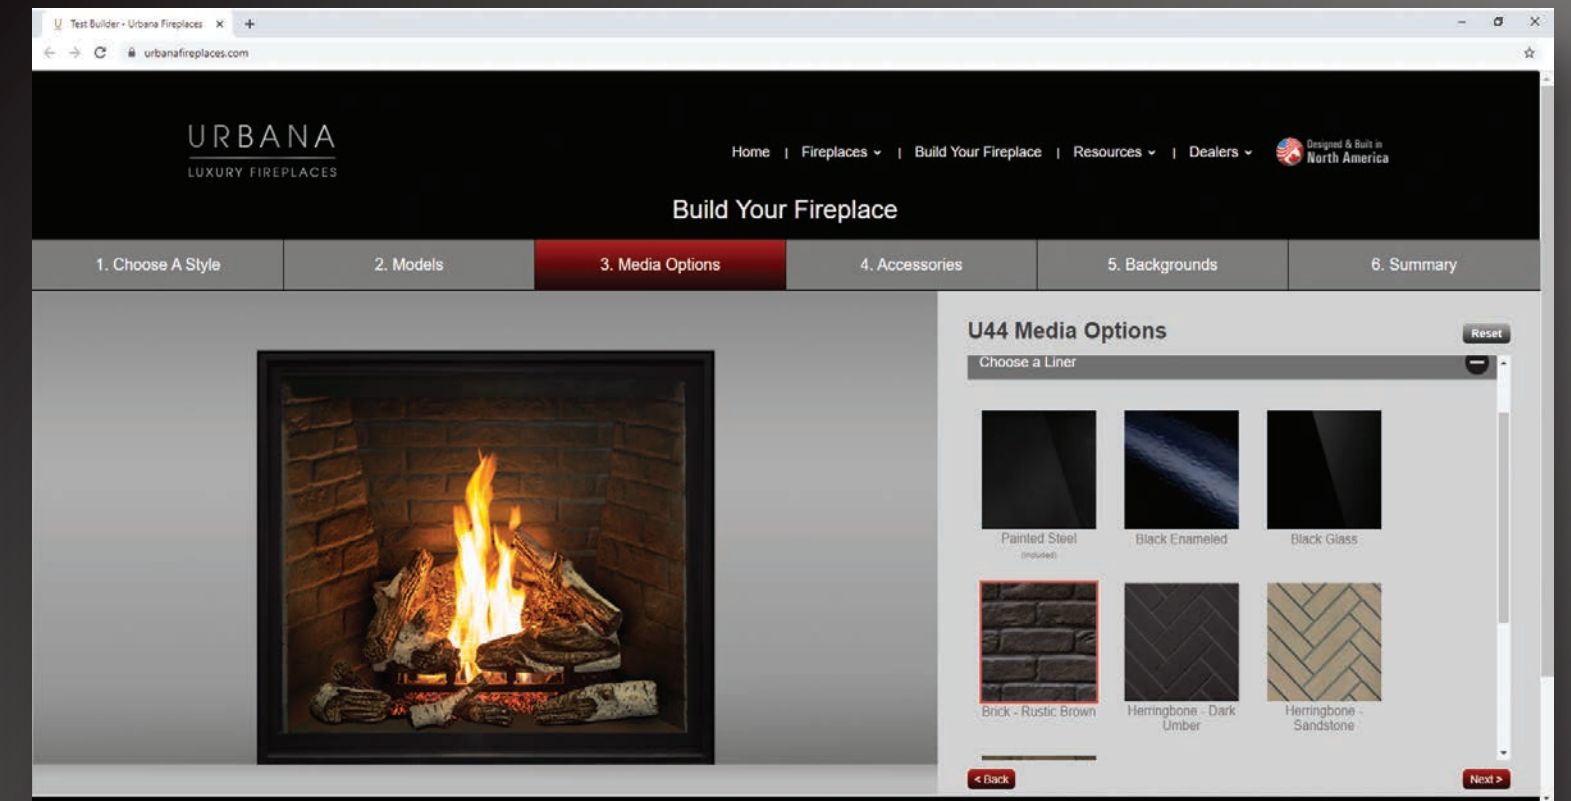 Test Builder - Urbana Fireplaces
urbanafireplaces.com
URBANA
LUXURY FIREPLACES
Home | Fireplaces | Build Your Fireplace | Resources | Dealers
Designed & Built in
North America
Build Your Fireplace
1. Choose A Style
2. Models
3. Media Options
4. Accessories
5. Backgrounds
6. Summary
U44 Media Options
Reset
Choose a Liner
Painted Steel
(included)
Black Enameled
Black Glass
Brick - Rustic Brown
Herringbone - Dark
Umber
Herringbone -
Sandstone
< Back
Next >